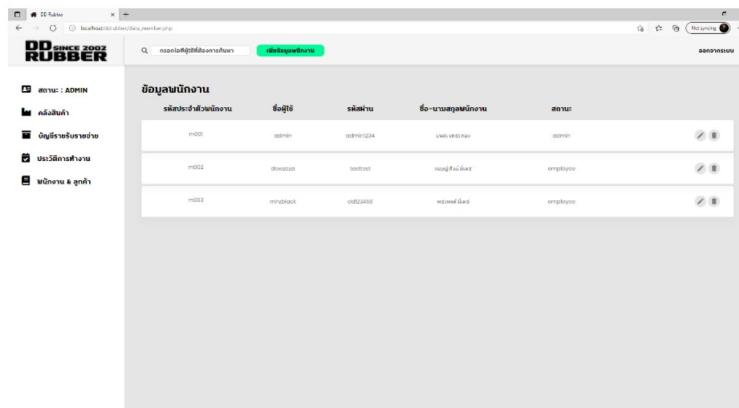 DD Rubber
localhost/ddrubber/data_member.php
Not syncing
DD SINCE 2002
RUBBER
กรอกไอดีผู้ใช้ที่ต้องการค้นหา
เพิ่มข้อมูลพนักงาน
ออกจากระบบ
สถานะ : ADMIN
คลังสินค้า
บัญชีรายรับรายจ่าย
ประวัติการทำงาน
พนักงาน & ลูกค้า
ข้อมูลพนักงาน
รหัสประจำตัวพนักงาน ชื่อผู้ใช้ รหัสผ่าน ชื่อ-นามสกุลพนักงาน สถานะ
m001 admin admin1234 admin
m002 testtest employee
m003 minzblack employee